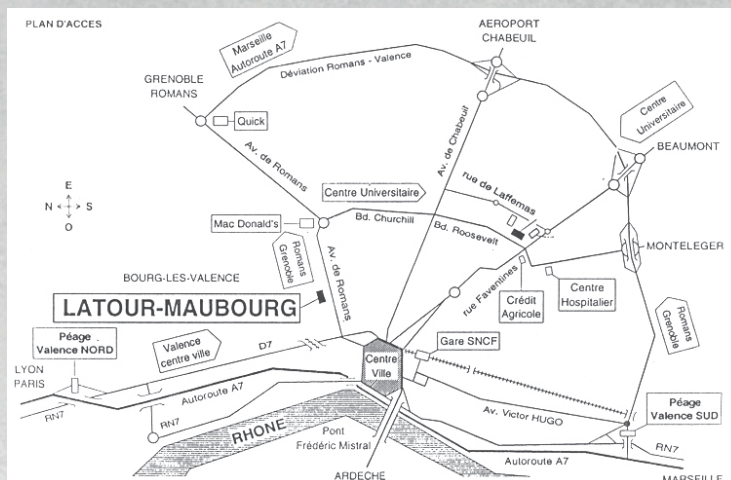 PLAN D'ACCES
AEROPORT
CHABEUIL
Marseille
Autoroute A7
Déviation Romans - Valence
GRENOBLE
ROMANS
Quick
Centre
Universitaire
BEAUMONT
Av. de Chabeuil
Av. de Romans
rue de Laffemas
E
N
S
O
Centre Universitaire
Mac Donald's
Bd. Churchill
Bd. Roosevelt
MONTELEGER
Romans
Grenoble
Av. de Romans
rue Faventines
BOURG-LES-VALENCE
Crédit
Agricole
Centre
Hospitalier
LATOUR-MAUBOURG
Romans
Grenoble
Péage
Valence NORD
Valence
centre ville
D7
Gare SNCF
Centre
Ville
LYON
PARIS
Autoroute A7
RN7
RN7
Av. Victor HUGO
Péage
Valence SUD
RHONE
Pont
Frédéric Mistral
RN7
Autoroute A7
ARDECHE
MARSEILLE